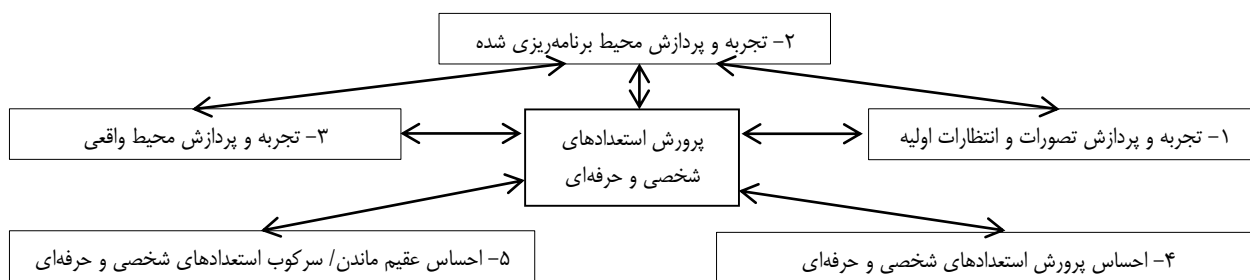 ۲- تجربه و پردازش محیط برنامه‌ریزی شده
۱- تجربه و پردازش تصورات و انتظارات اولیه
پرورش استعدادهای
شخصی و حرفه‌ای
۳- تجربه و پردازش محیط واقعی
۴- احساس پرورش استعدادهای شخصی و حرفه‌ای
۵- احساس عقیم ماندن/ سرکوب استعدادهای شخصی و حرفه‌ای